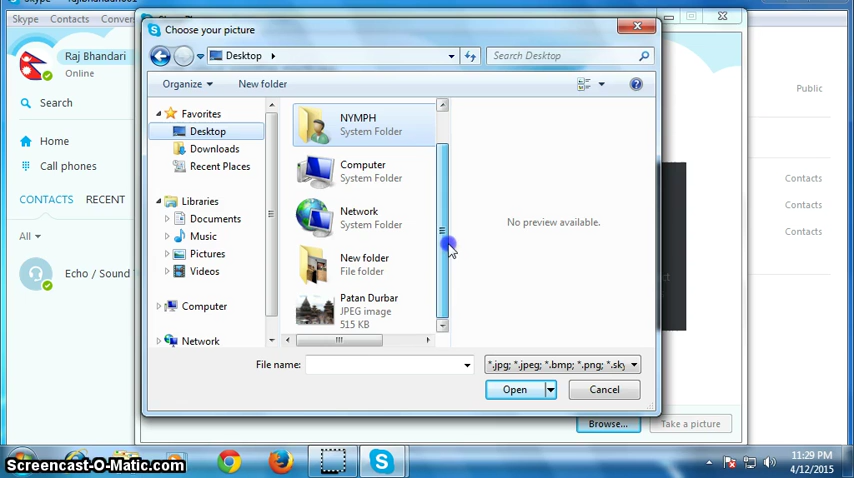 Skype
Skype Contacts Conver
Choose your picture
Raj Bhandari
Online
Search
Home
Call phones
CONTACTS RECENT
All
Echo / Sound
Desktop
Search Desktop
Organize
New folder
Favorites
Desktop
Downloads
Recent Places
Libraries
Documents
Music
Pictures
Videos
Computer
Network
NYMPH
System Folder
Computer
System Folder
Network
System Folder
New folder
File folder
Patan Durbar
JPEG image
515 KB
No preview available.
File name:
*.jpg; *.jpeg; *.bmp; *.png; *.sky
Open
Cancel
Browse...
Take a picture
Public
Contacts
Contacts
Contacts
11:29 PM
4/12/2015
Screencast-O-Matic.com